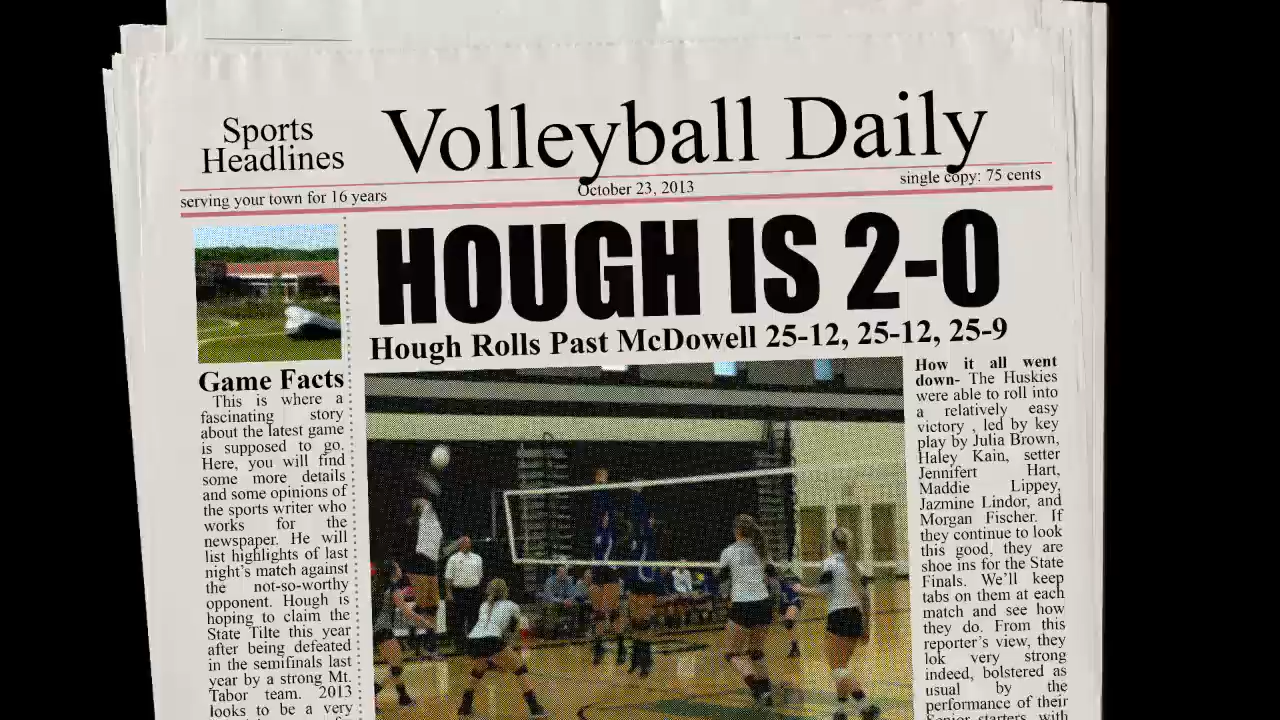 Sports
Headlines
Volleyball Daily
serving your town for 16 years
October 23, 2013
single copy: 75 cents
HOUGH IS 2-0
Hough Rolls Past McDowell 25-12, 25-12, 25-9
Game Facts
This is where a
fascinating story
about the latest game
is supposed to go.
Here, you will find
some more details
and some opinions of
the sports writer who
works for the
newspaper. He will
list highlights of last
night's match against
the not-so-worthy
opponent. Hough is
hoping to claim the
State Tilte this year
after being defeated
in the semifinals last
year by a strong Mt.
Tabor team. 2013
looks to be a very
How it all went
down- The Huskies
were able to roll into
a relatively easy
victory , led by key
play by Julia Brown,
Haley Kain, setter
Jennifert Hart,
Maddie Lippey,
Jazmine Lindor, and
Morgan Fischer. If
they continue to look
this good, they are
shoe ins for the State
Finals. We'll keep
tabs on them at each
match and see how
they do. From this
reporter's view, they
lok very strong
indeed, bolstered as
usual by the
performance of their
Senior starters, with